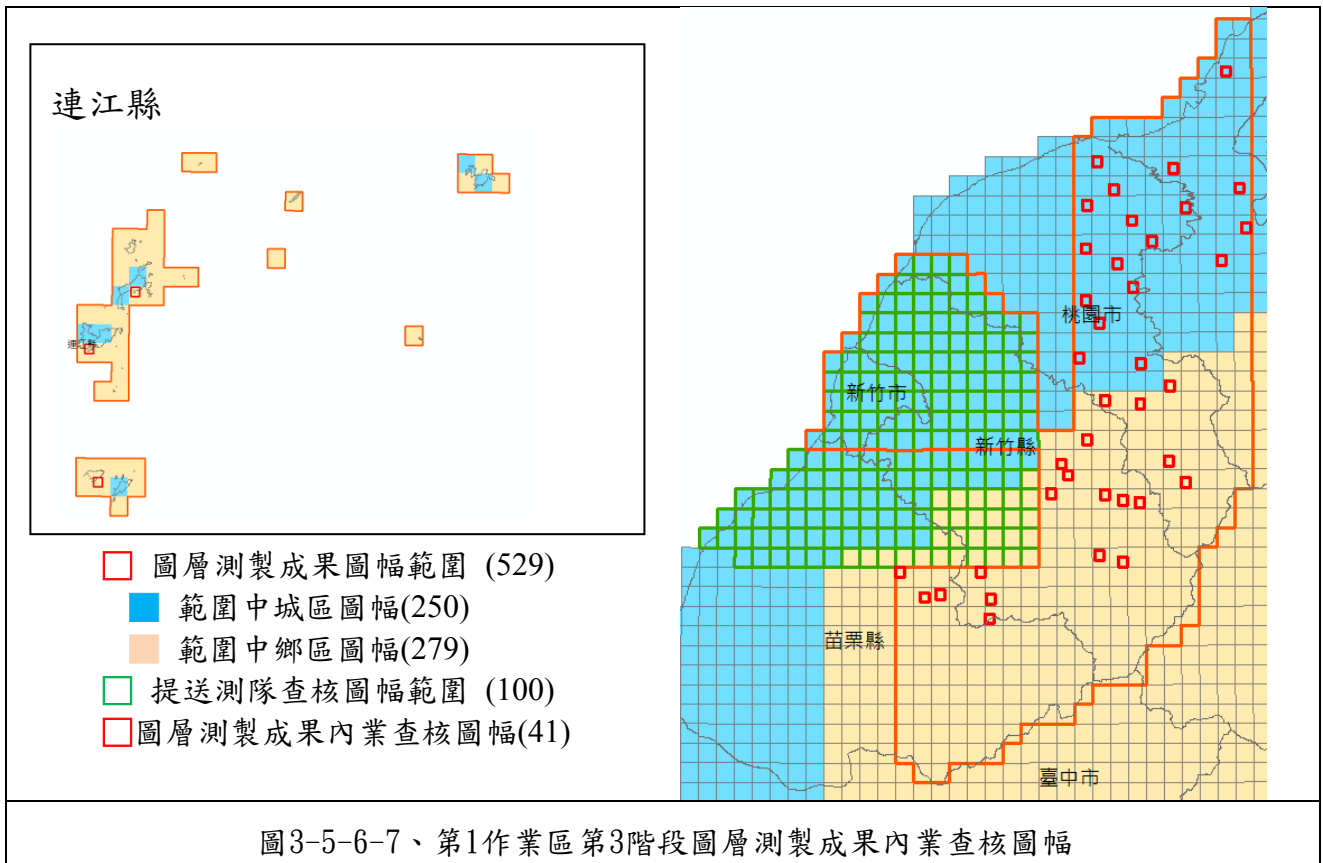 連江縣
連江縣
圖層測製成果圖幅範圍 (529)
範圍中城區圖幅(250)
範圍中鄉區圖幅(279)
提送測隊查核圖幅範圍 (100)
圖層測製成果內業查核圖幅(41)
桃園市
新竹市
新竹縣
苗栗縣
臺中市
圖3-5-6-7、第1作業區第3階段圖層測製成果內業查核圖幅